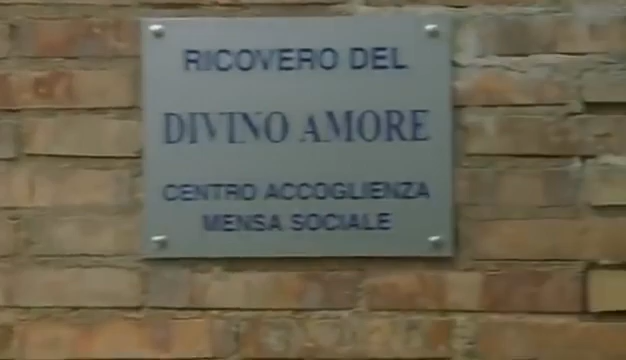 RICOVERO DEL
DIVINO AMORE
CENTRO ACCOGLIENZA
MENSA SOCIALE